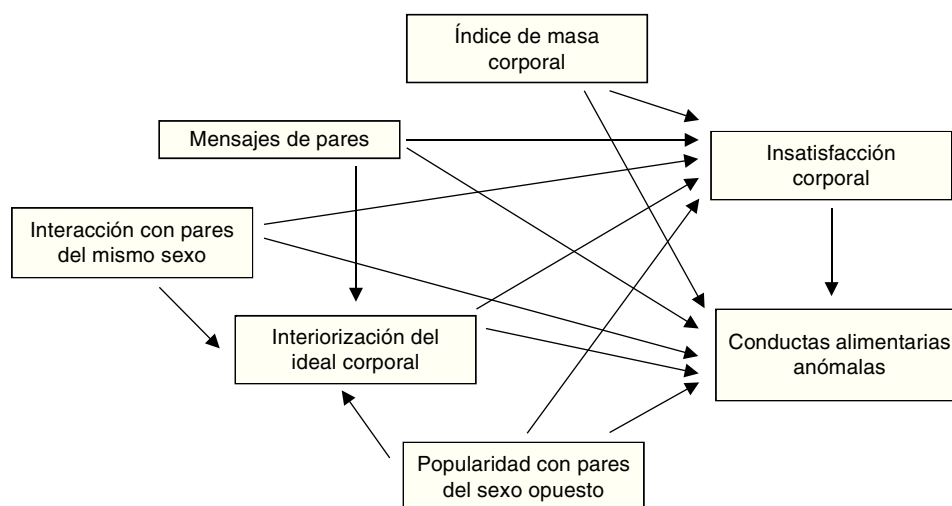 Índice de masa
corporal
Mensajes de pares
Insatisfacción
corporal
Interacción con pares
del mismo sexo
Interiorización del
ideal corporal
Conductas alimentarias
anómalas
Popularidad con pares
del sexo opuesto